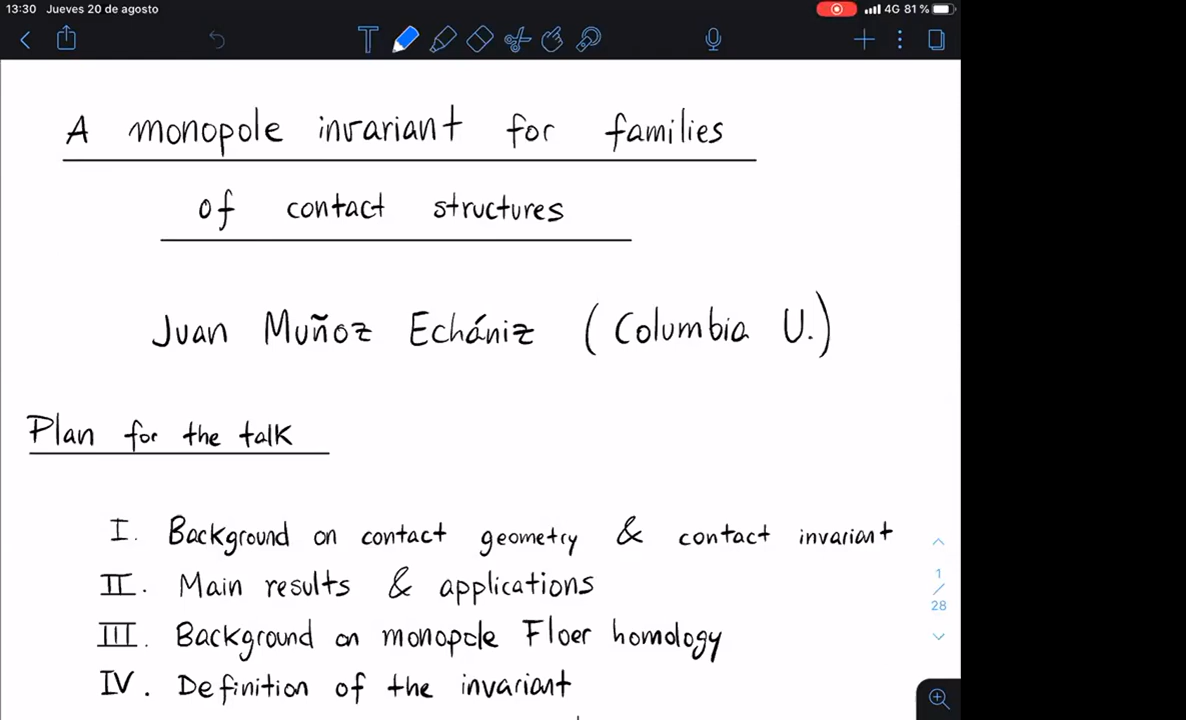 13:30 Jueves 20 de agosto 4G 81 %
A monopole invariant for families
of contact structures
Juan Muñoz Echániz (Columbia U.)
Plan for the talk
I. Background on contact geometry & contact invariant
II. Main results & applications
III. Background on monopole Floer homology
IV. Definition of the invariant
1
/
28